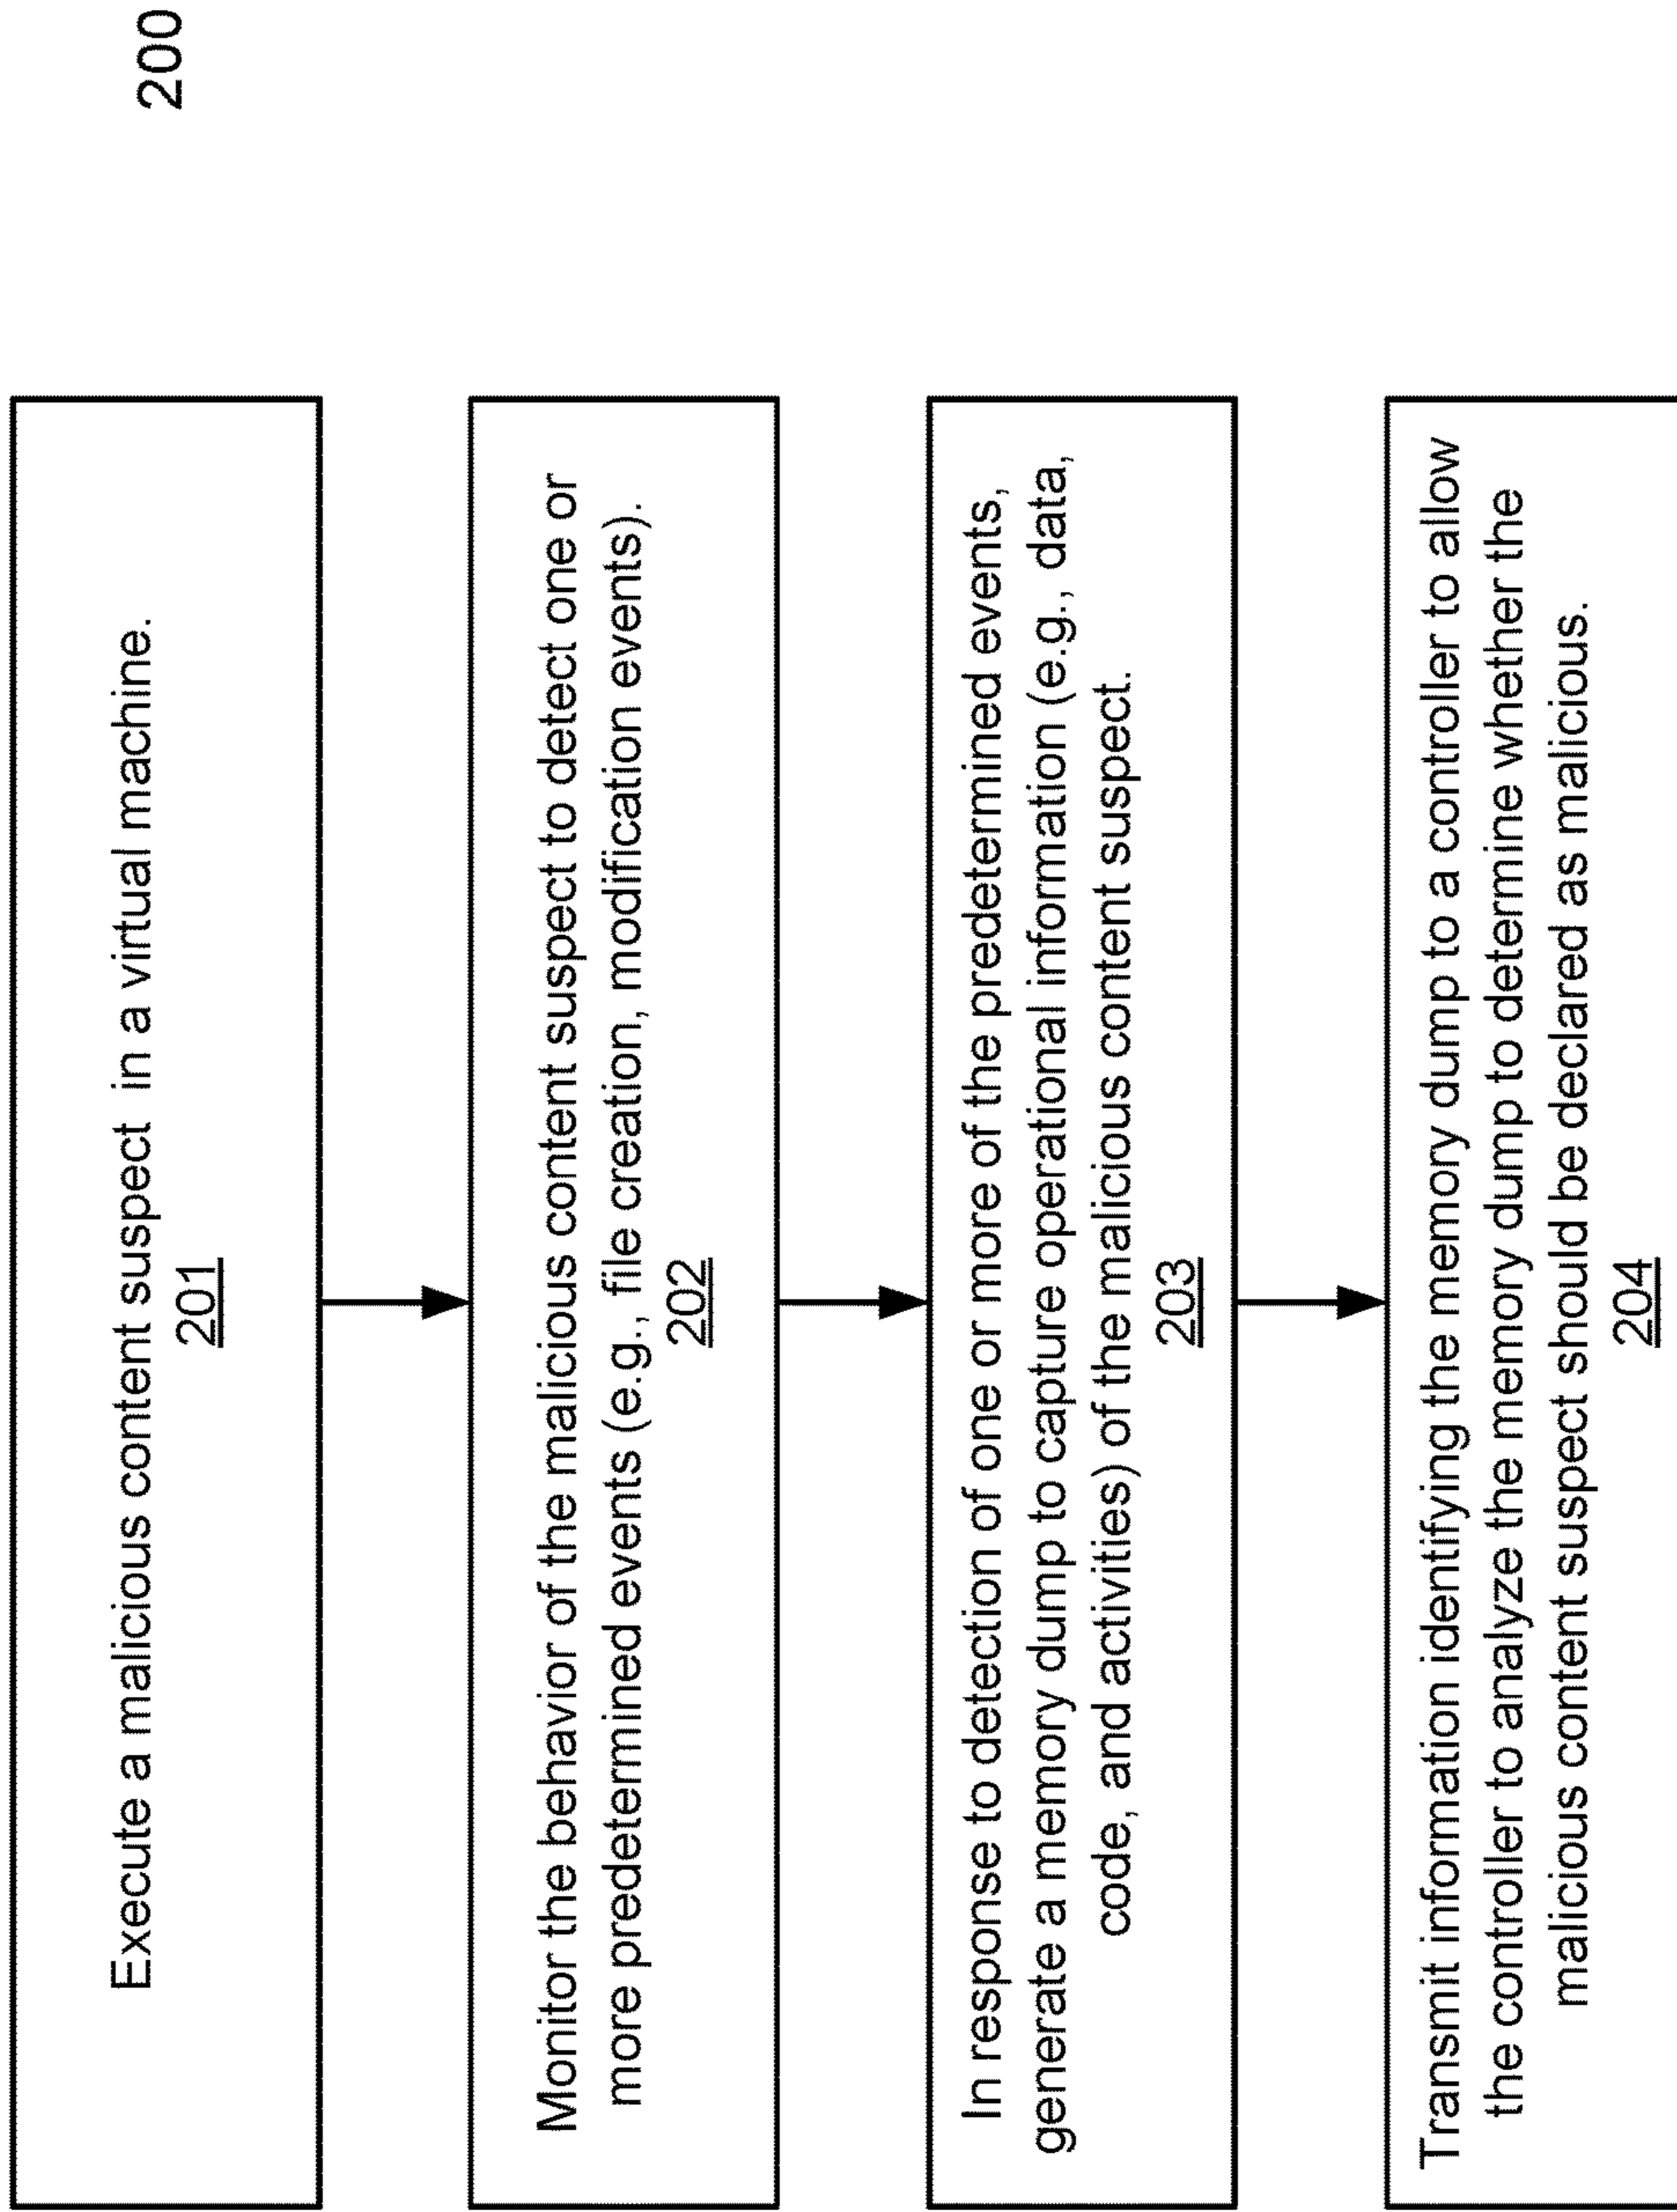 200
Execute a malicious content suspect in a virtual machine.
201
Monitor the behavior of the malicious content suspect to detect one or
more predetermined events (e.g., file creation, modification events).
202
In response to detection of one or more of the predetermined events,
generate a memory dump to capture operational information (e.g., data,
code, and activities) of the malicious content suspect.
203
Transmit information identifying the memory dump to a controller to allow
the controller to analyze the memory dump to determine whether the
malicious content suspect should be declared as malicious.
204